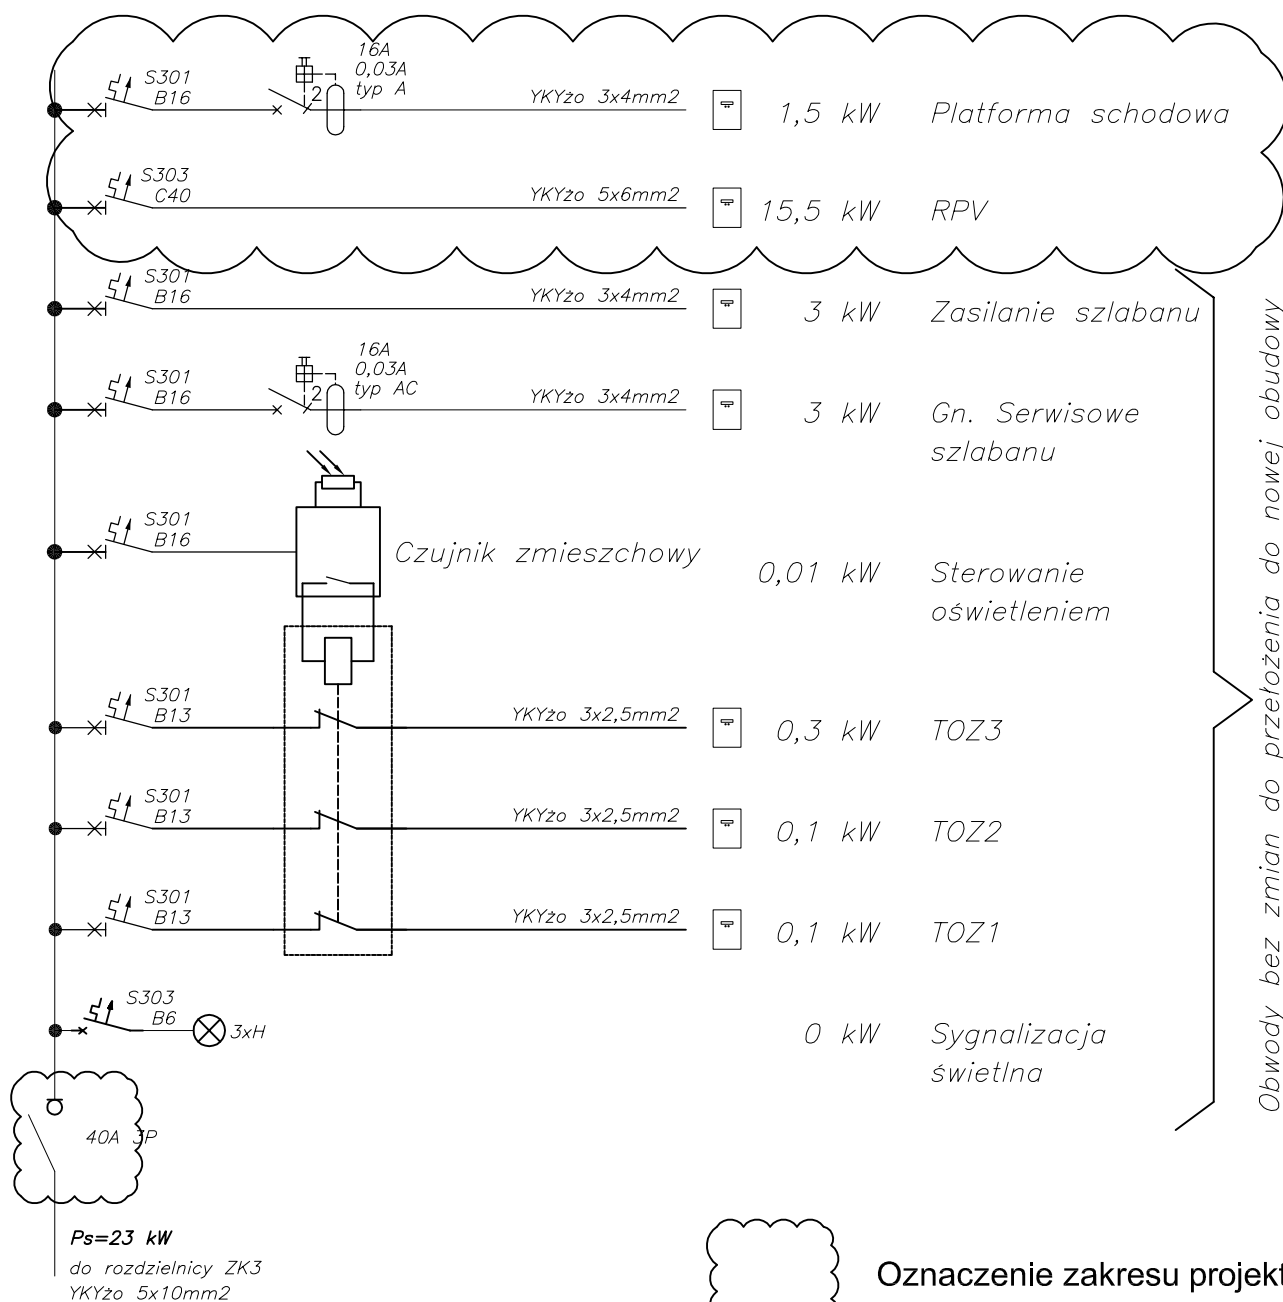 S301
B16
16A
0,03A
typ A
2
YKYżo 3x4mm2
1,5 kW Platforma schodowa
S303
C40
YKYżo 5x6mm2
15,5 kW RPV
S301
B16
YKYżo 3x4mm2
3 kW Zasilanie szlabanu
S301
B16
16A
0,03A
typ AC
2
YKYżo 3x4mm2
3 kW Gn. Serwisowe
szlabanu
S301
B16
Czujnik zmieszchowy
0,01 kW Sterowanie
oświetleniem
S301
B13
YKYżo 3x2,5mm2
0,3 kW TOZ3
S301
B13
YKYżo 3x2,5mm2
0,1 kW TOZ2
S301
B13
YKYżo 3x2,5mm2
0,1 kW TOZ1
S303
B6
3xH
0 kW Sygnalizacja
świetlna
Obwody bez zmian do przełożenia do nowej obudowy
40A 3P
Ps=23 kW
do rozdzielnicy ZK3
YKYżo 5x10mm2
Oznaczenie zakresu projekt